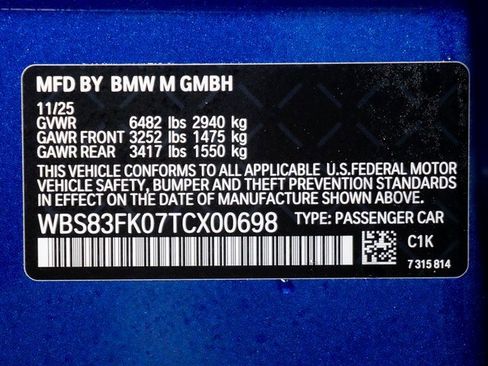 MFD BY BMW M GMBH
11/25
GVWR 6482 lbs 2940 kg
GAWR FRONT 3252 lbs 1475 kg
GAWR REAR 3417 lbs 1550 kg
THIS VEHICLE CONFORMS TO ALL APPLICABLE U.S.FEDERAL MOTOR
VEHICLE SAFETY, BUMPER AND THEFT PREVENTION STANDARDS
IN EFFECT ON THE DATE OF MANUFACTURE SHOWN ABOVE.
WBS83FK07TCX00698 TYPE: PASSENGER CAR
C1K
7 315 814